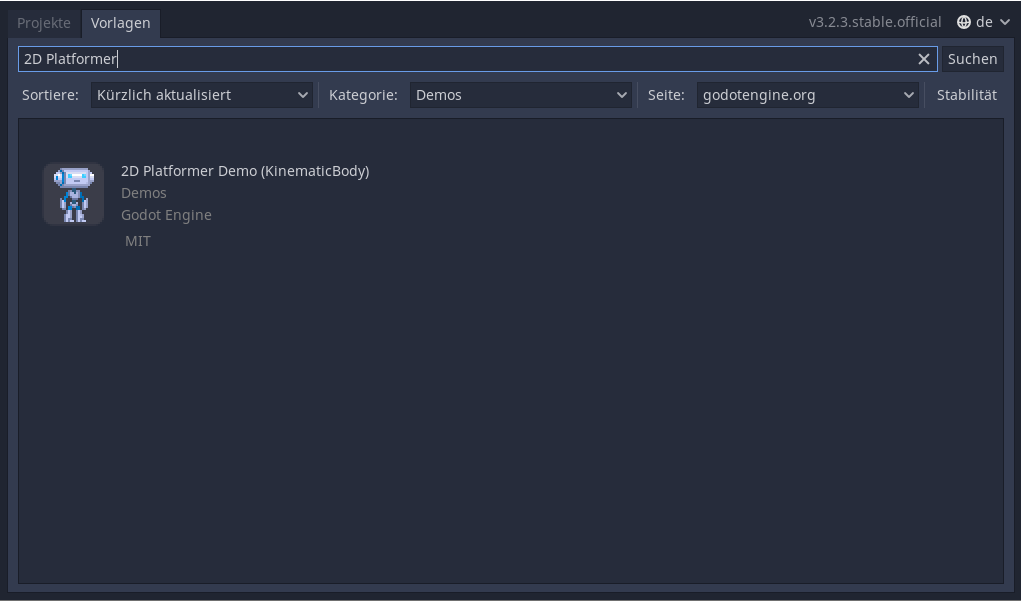 Projekte Vorlagen v3.2.3.stable.official de
2D Platformer Suchen
Sortiere: Kürzlich aktualisiert Kategorie: Demos Seite: godotengine.org Stabilität
2D Platformer Demo (KinematicBody)
Demos
Godot Engine
MIT